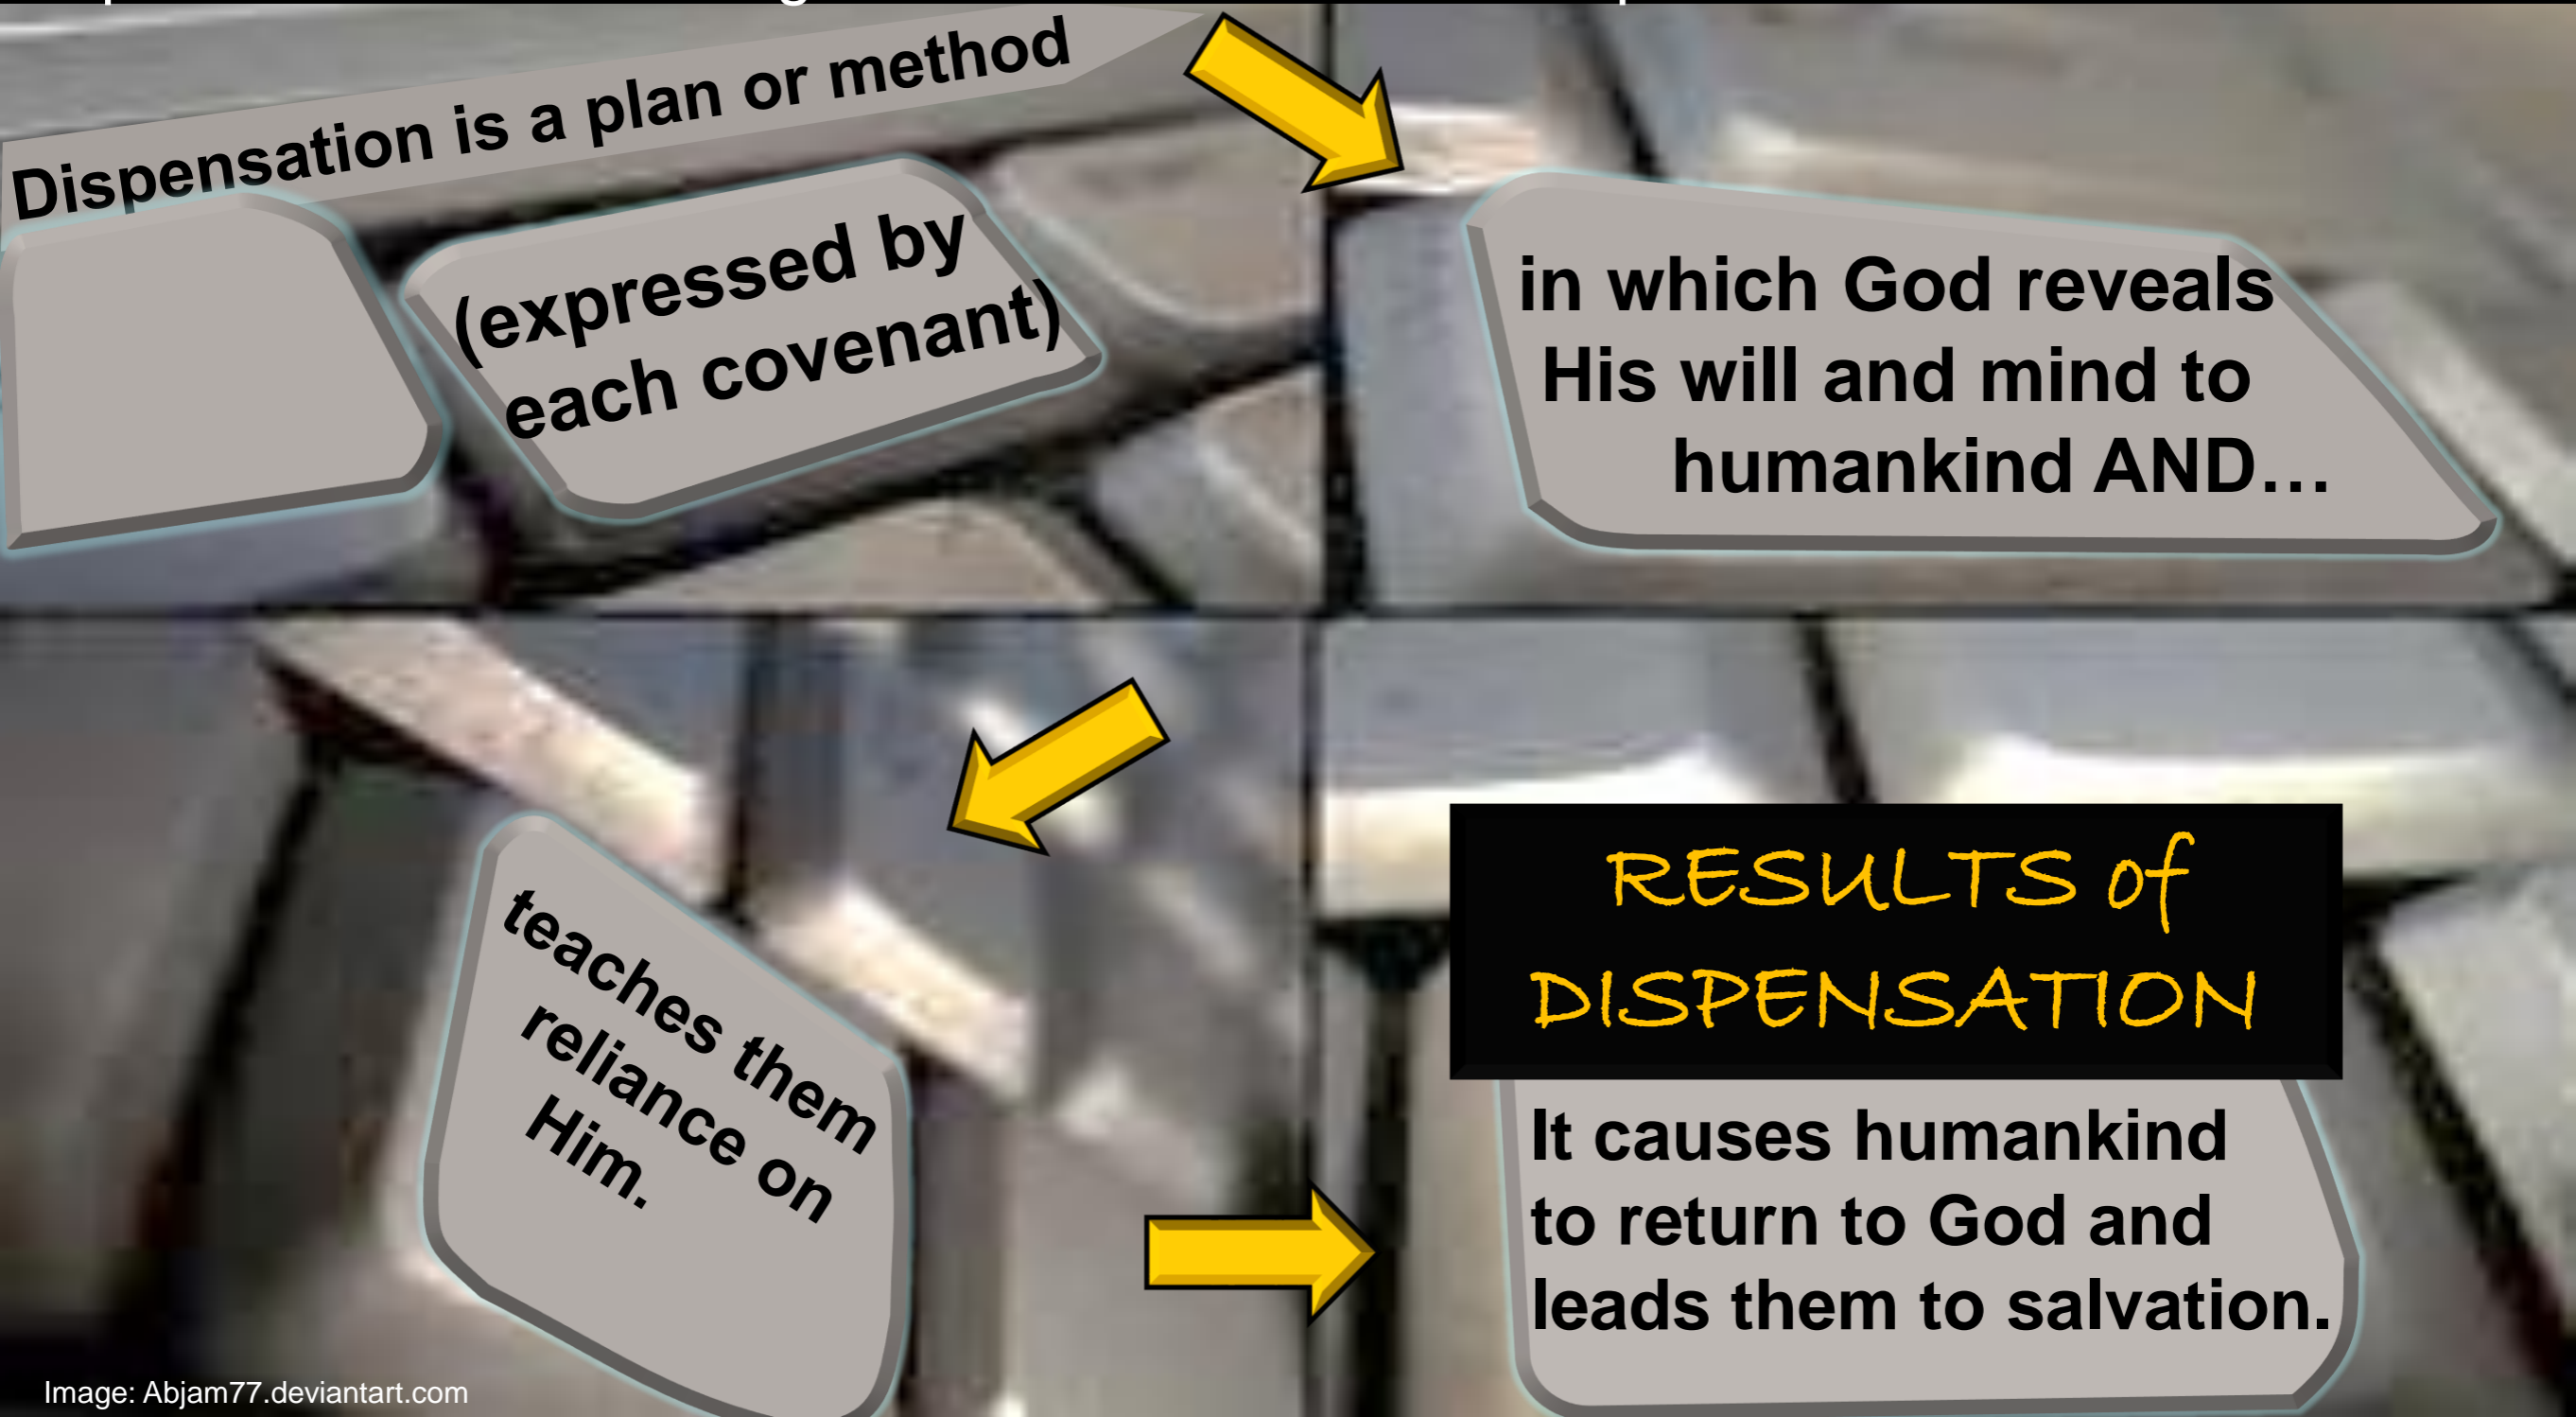 Dispensation is a plan or method
(expressed by
each covenant)
in which God reveals
His will and mind to
humankind AND…
teaches them
reliance on
Him.
RESULTS of
DISPENSATION
It causes humankind
to return to God and
leads them to salvation.
Image: Abjam77.deviantart.com